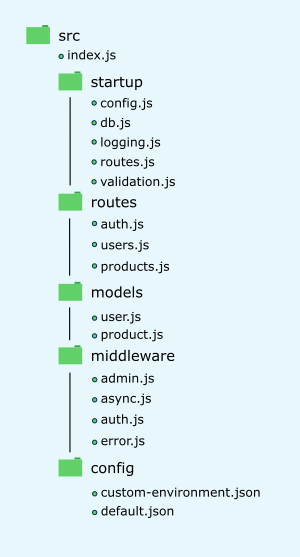 src
index.js
startup
config.js
db.js
logging.js
routes.js
validation.js
routes
auth.js
users.js
products.js
models
user.js
product.js
middleware
admin.js
async.js
auth.js
error.js
config
custom-environment.json
default.json